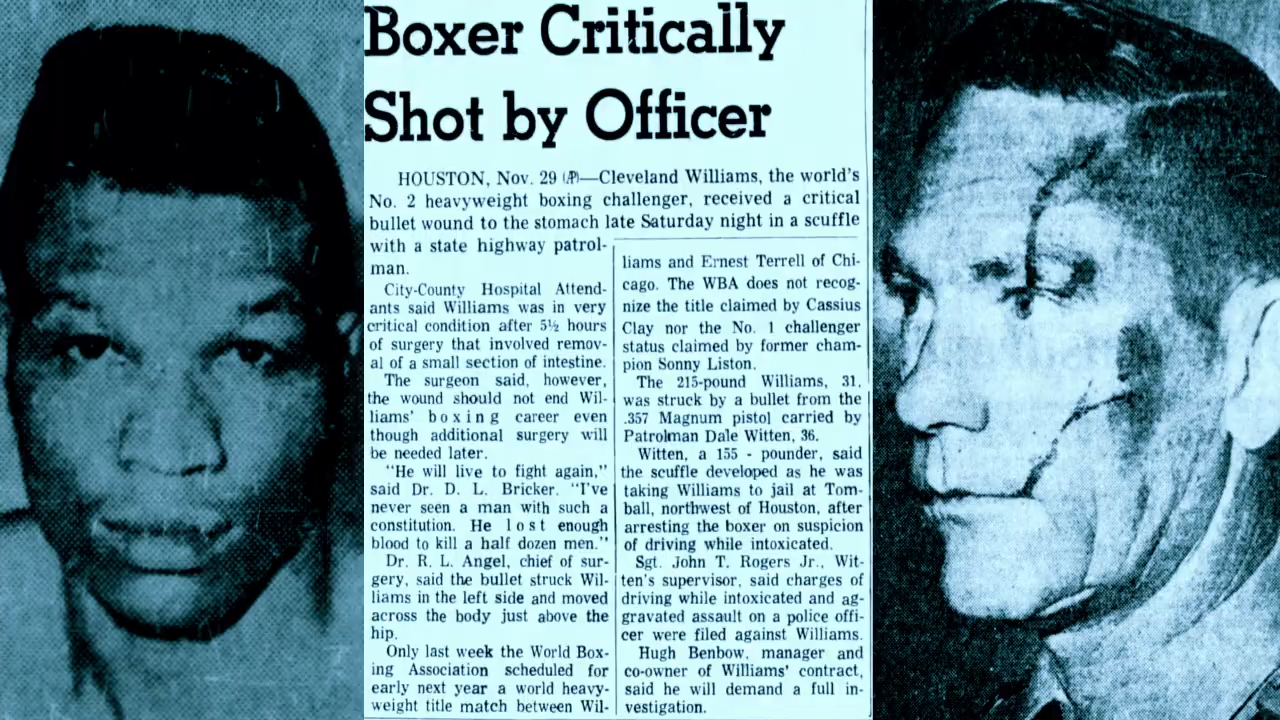 Boxer Critically
Shot by Officer
HOUSTON, Nov. 29 (AP)—Cleveland Williams, the world's
No. 2 heavyweight boxing challenger, received a critical
bullet wound to the stomach late Saturday night in a scuffle
with a state highway patrol-
man.
City-County Hospital Attend-
ants said Williams was in very
critical condition after 5½ hours
of surgery that involved remov-
al of a small section of intestine.
The surgeon said, however,
the wound should not end Wil-
liams' boxing career even
though additional surgery will
be needed later.
"He will live to fight again,"
said Dr. D. L. Bricker. "I've
never seen a man with such a
constitution. He lost enough
blood to kill a half dozen men."
Dr. R. L. Angel, chief of sur-
gery, said the bullet struck Wil-
liams in the left side and moved
across the body just above the
hip.
Only last week the World Box-
ing Association scheduled for
early next year a world heavy-
weight title match between Wil-
liams and Ernest Terrell of Chi-
cago. The WBA does not recog-
nize the title claimed by Cassius
Clay nor the No. 1 challenger
status claimed by former cham-
pion Sonny Liston.
The 215-pound Williams, 31,
was struck by a bullet from the
.357 Magnum pistol carried by
Patrolman Dale Witten, 36.
Witten, a 155 - pounder, said
the scuffle developed as he was
taking Williams to jail at Tom-
ball, northwest of Houston, after
arresting the boxer on suspicion
of driving while intoxicated.
Sgt. John T. Rogers Jr., Wit-
ten's supervisor, said charges of
driving while intoxicated and ag-
gravated assault on a police offi-
cer were filed against Williams.
Hugh Benbow, manager and
co-owner of Williams' contract,
said he will demand a full in-
vestigation.